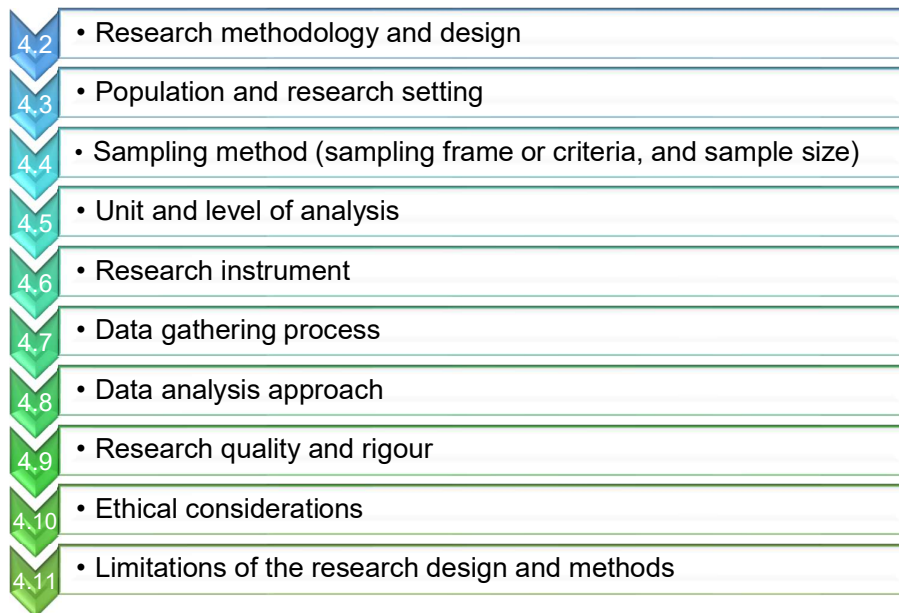 4.2 • Research methodology and design
4.3 • Population and research setting
4.4 • Sampling method (sampling frame or criteria, and sample size)
4.5 • Unit and level of analysis
4.6 • Research instrument
4.7 • Data gathering process
4.8 • Data analysis approach
4.9 • Research quality and rigour
4.10 • Ethical considerations
4.11 • Limitations of the research design and methods